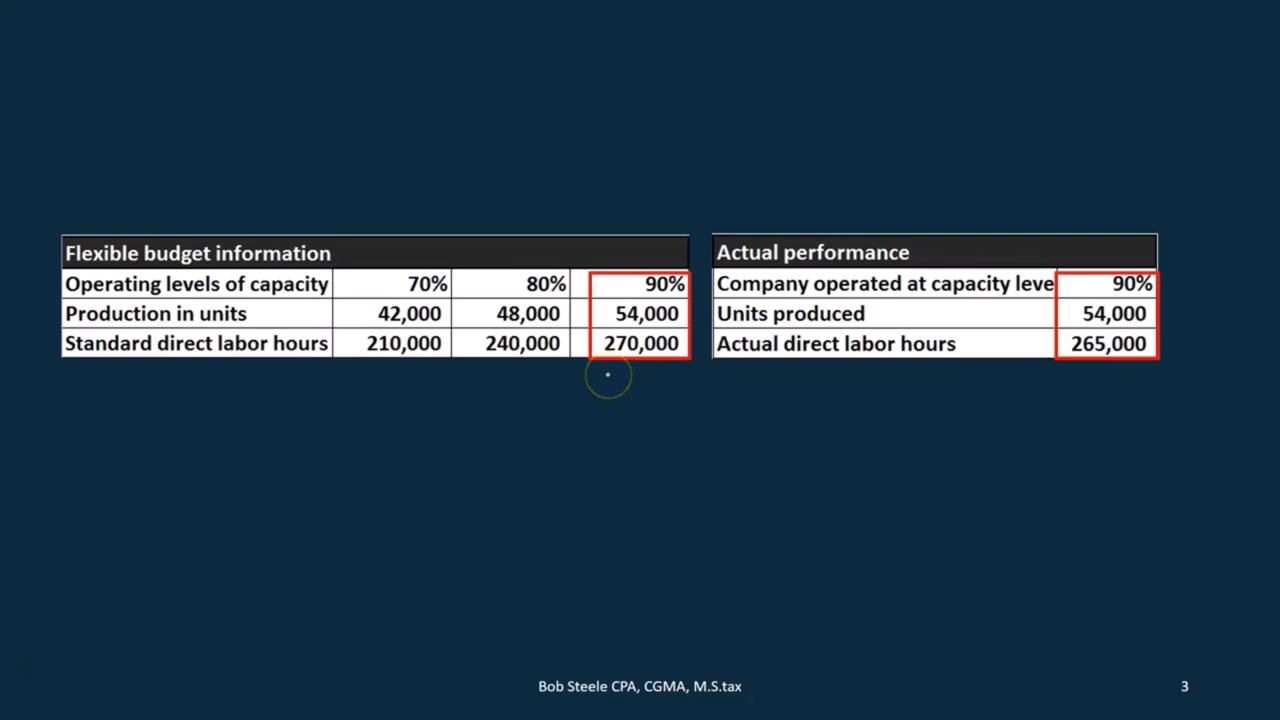 Flexible budget information
Operating levels of capacity 70% 80% 90%
Production in units 42,000 48,000 54,000
Standard direct labor hours 210,000 240,000 270,000
Actual performance
Company operated at capacity leve 90%
Units produced 54,000
Actual direct labor hours 265,000
Bob Steele CPA, CGMA, M.S.tax
3